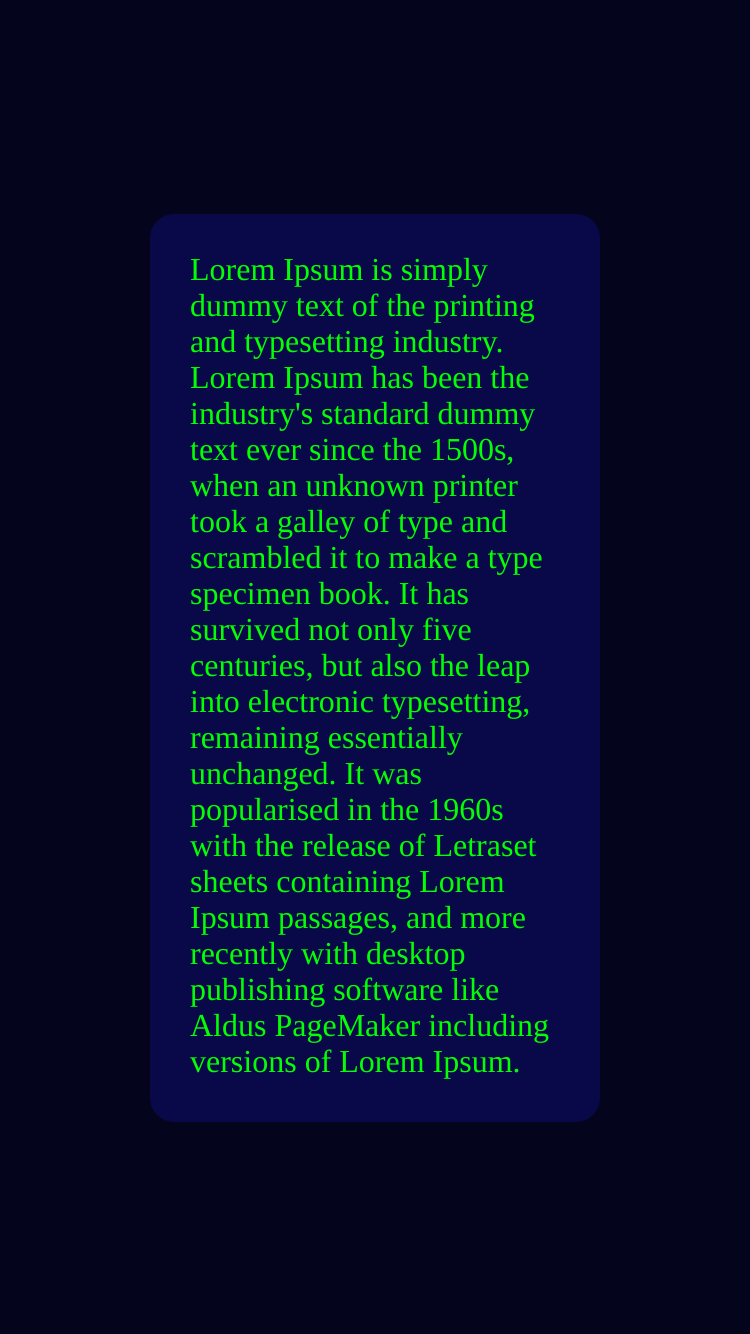 Lorem Ipsum is simply
dummy text of the printing
and typesetting industry.
Lorem Ipsum has been the
industry's standard dummy
text ever since the 1500s,
when an unknown printer
took a galley of type and
scrambled it to make a type
specimen book. It has
survived not only five
centuries, but also the leap
into electronic typesetting,
remaining essentially
unchanged. It was
popularised in the 1960s
with the release of Letraset
sheets containing Lorem
Ipsum passages, and more
recently with desktop
publishing software like
Aldus PageMaker including
versions of Lorem Ipsum.